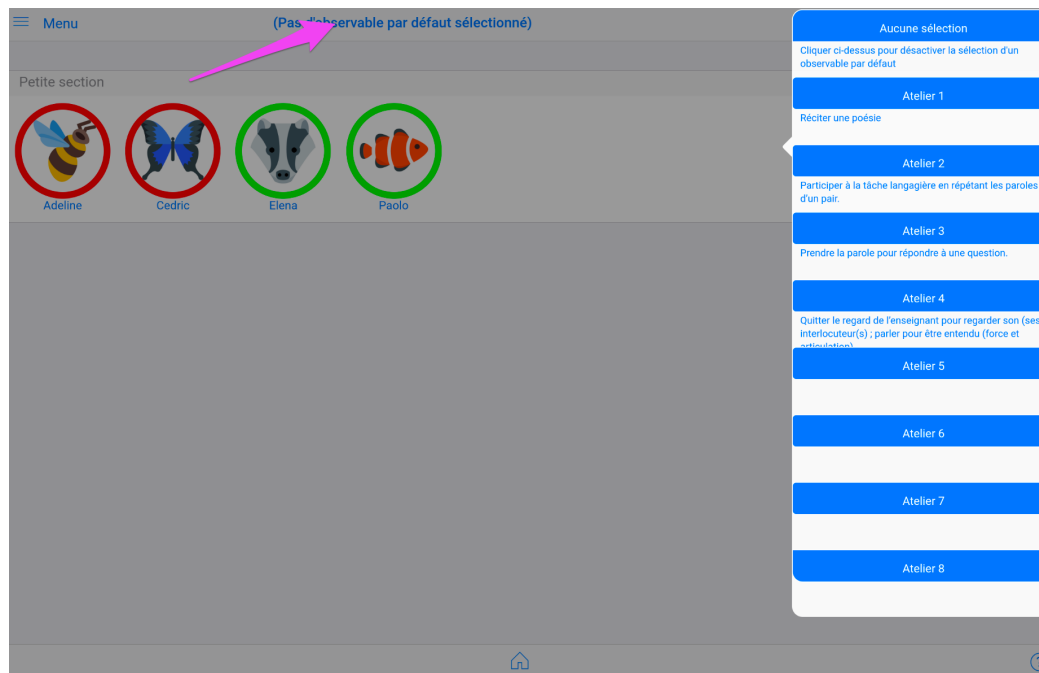 Menu
(Pas d'observable par défaut sélectionné)
Petite section
Adeline
Cedric
Elena
Paolo
Aucune sélection
Cliquer ci-dessus pour désactiver la sélection d'un
observable par défaut
Atelier 1
Réciter une poésie
Atelier 2
Participer à la tâche langagière en répétant les paroles
d'un pair.
Atelier 3
Prendre la parole pour répondre à une question.
Atelier 4
Quitter le regard de l'enseignant pour regarder son (ses
interlocuteur(s) ; parler pour être entendu (force et
articulation)
Atelier 5
Atelier 6
Atelier 7
Atelier 8